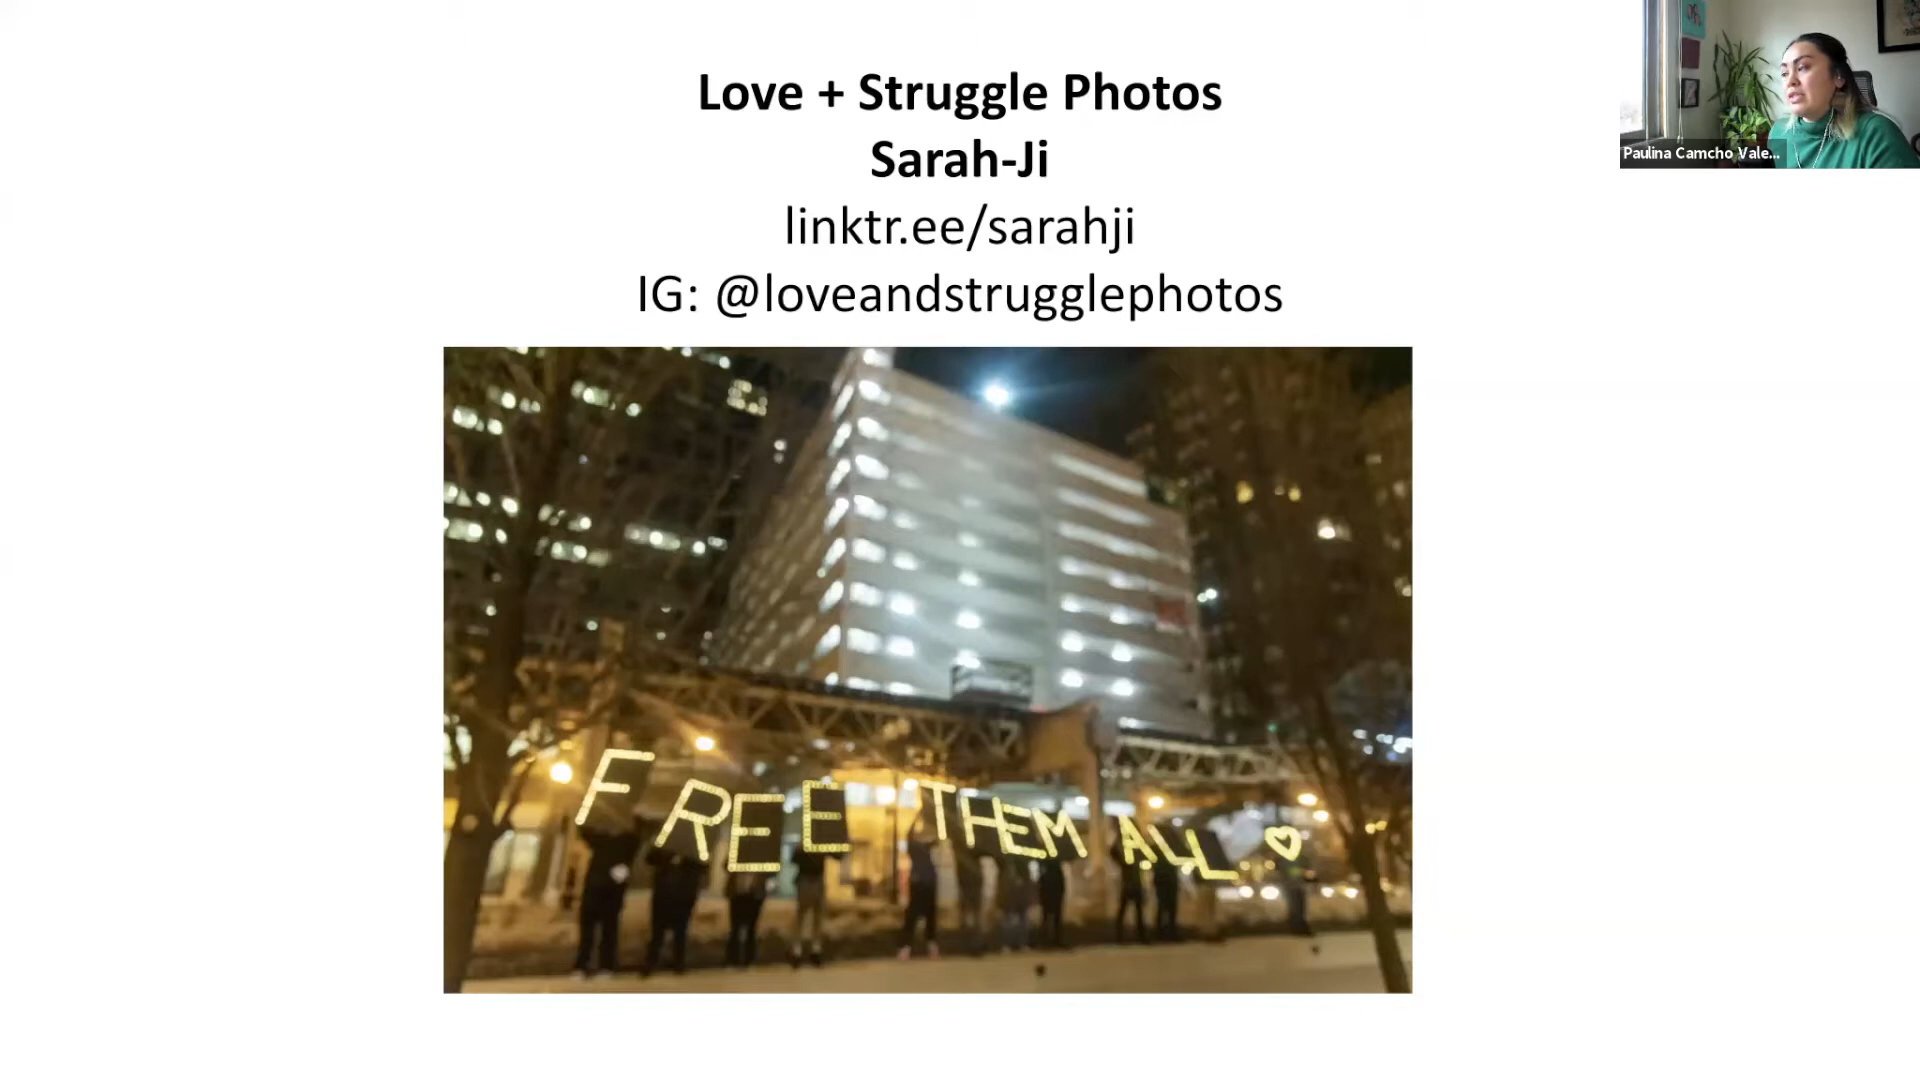 Love + Struggle Photos
Sarah-Ji
linktr.ee/sarahji
IG: @loveandstrugglephotos
Paulina Camcho Vale...
FREE THEM ALL